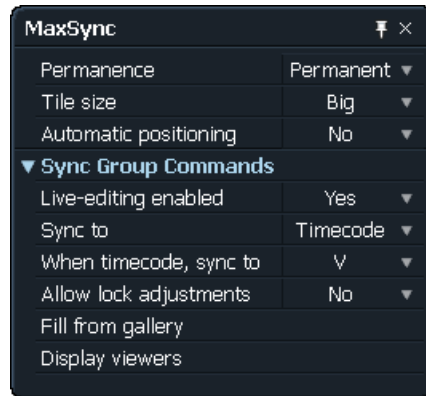 MaxSync
Permanence Permanent
Tile size Big
Automatic positioning No
Sync Group Commands
Live-editing enabled Yes
Sync to Timecode
When timecode, sync to V
Allow lock adjustments No
Fill from gallery
Display viewers